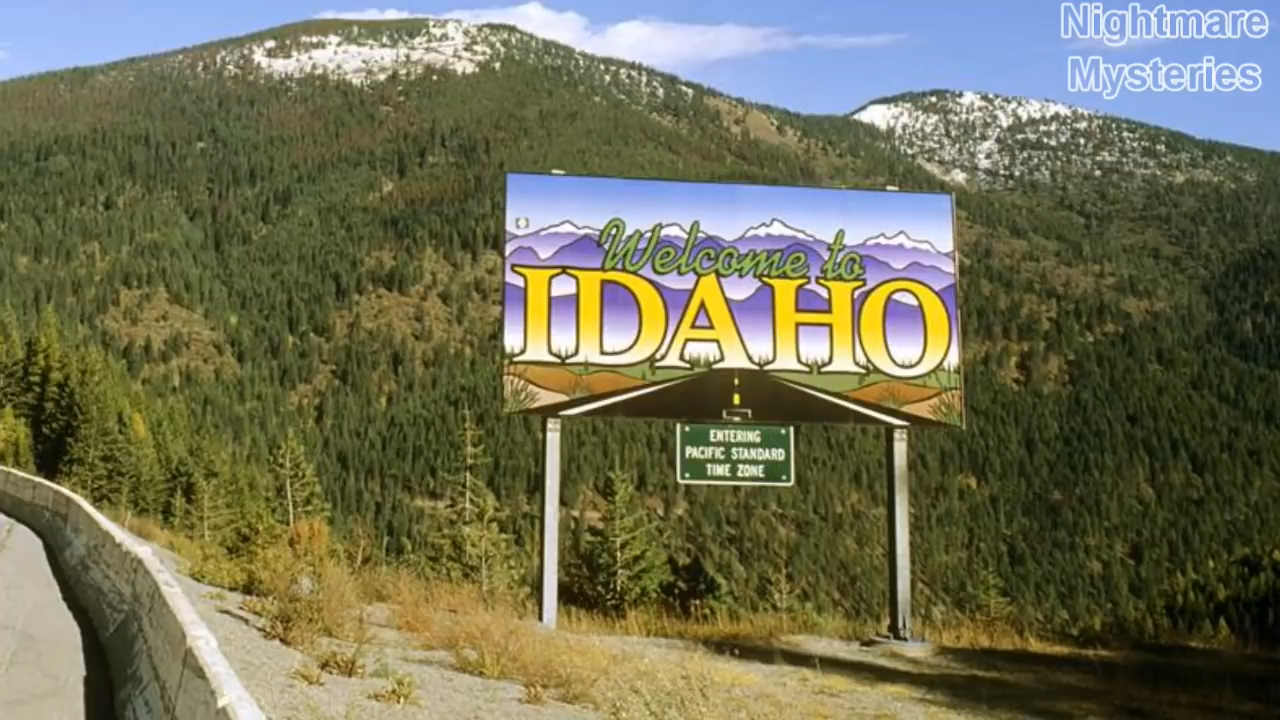 Nightmare
Mysteries
Welcome to
IDAHO
ENTERING
PACIFIC STANDARD
TIME ZONE